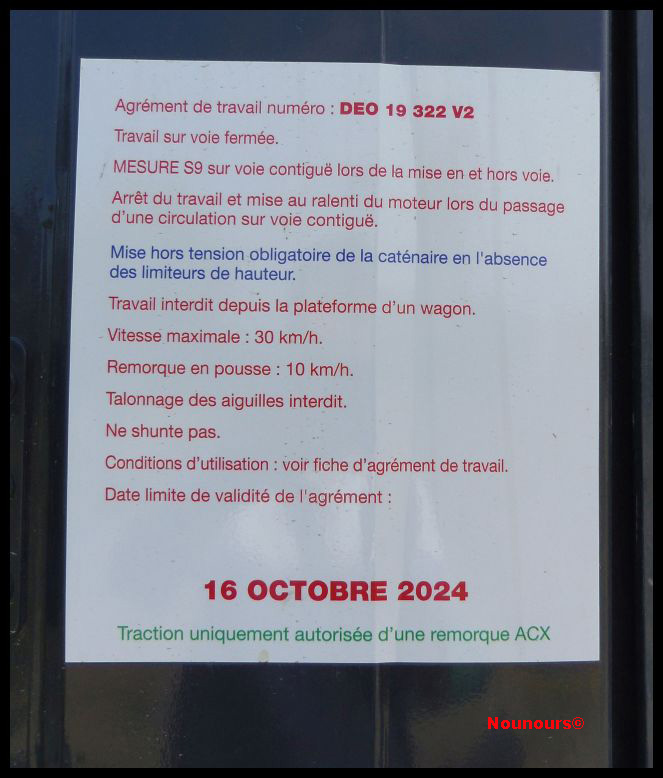 Agrément de travail numéro : DEO 19 322 V2
Travail sur voie fermée.
MESURE S9 sur voie contiguë lors de la mise en et hors voie.
Arrêt du travail et mise au ralenti du moteur lors du passage
d'une circulation sur voie contiguë.
Mise hors tension obligatoire de la caténaire en l'absence
des limiteurs de hauteur.
Travail interdit depuis la plateforme d'un wagon.
Vitesse maximale : 30 km/h.
Remorque en pousse : 10 km/h.
Talonnage des aiguilles interdit.
Ne shunte pas.
Conditions d'utilisation : voir fiche d'agrément de travail.
Date limite de validité de l'agrément :
16 OCTOBRE 2024
Traction uniquement autorisée d'une remorque ACX
Nounours©